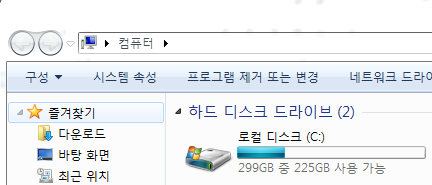 컴퓨터
구성 시스템 속성 프로그램 제거 또는 변경 네트워크 드라이
즐겨찾기
다운로드
바탕 화면
최근 위치
하드 디스크 드라이브 (2)
로컬 디스크 (C:)
299GB 중 225GB 사용 가능